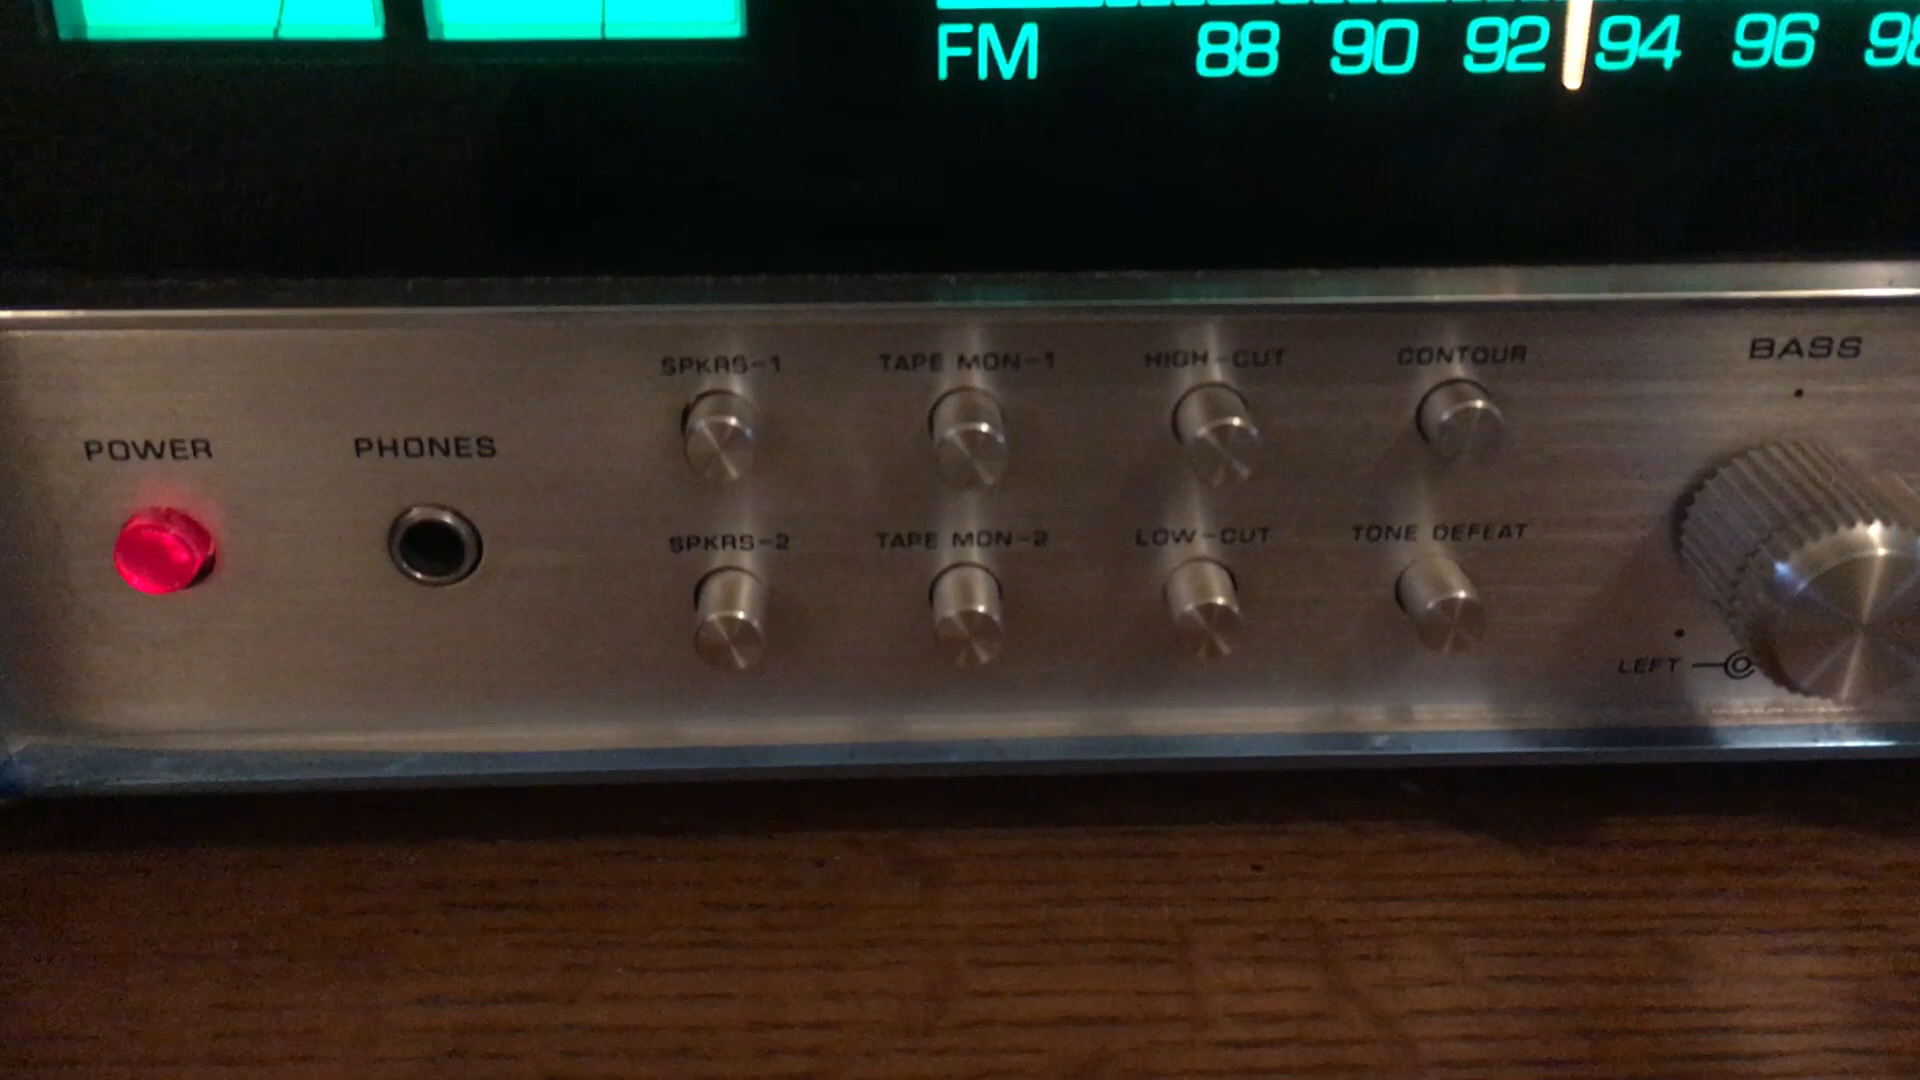 FM 88 90 92 94 96 98
SPKRS-1 TAPE MON-1 HIGH-CUT CONTOUR BASS
POWER PHONES
SPKRS-2 TAPE MON-2 LOW-CUT TONE DEFEAT
LEFT